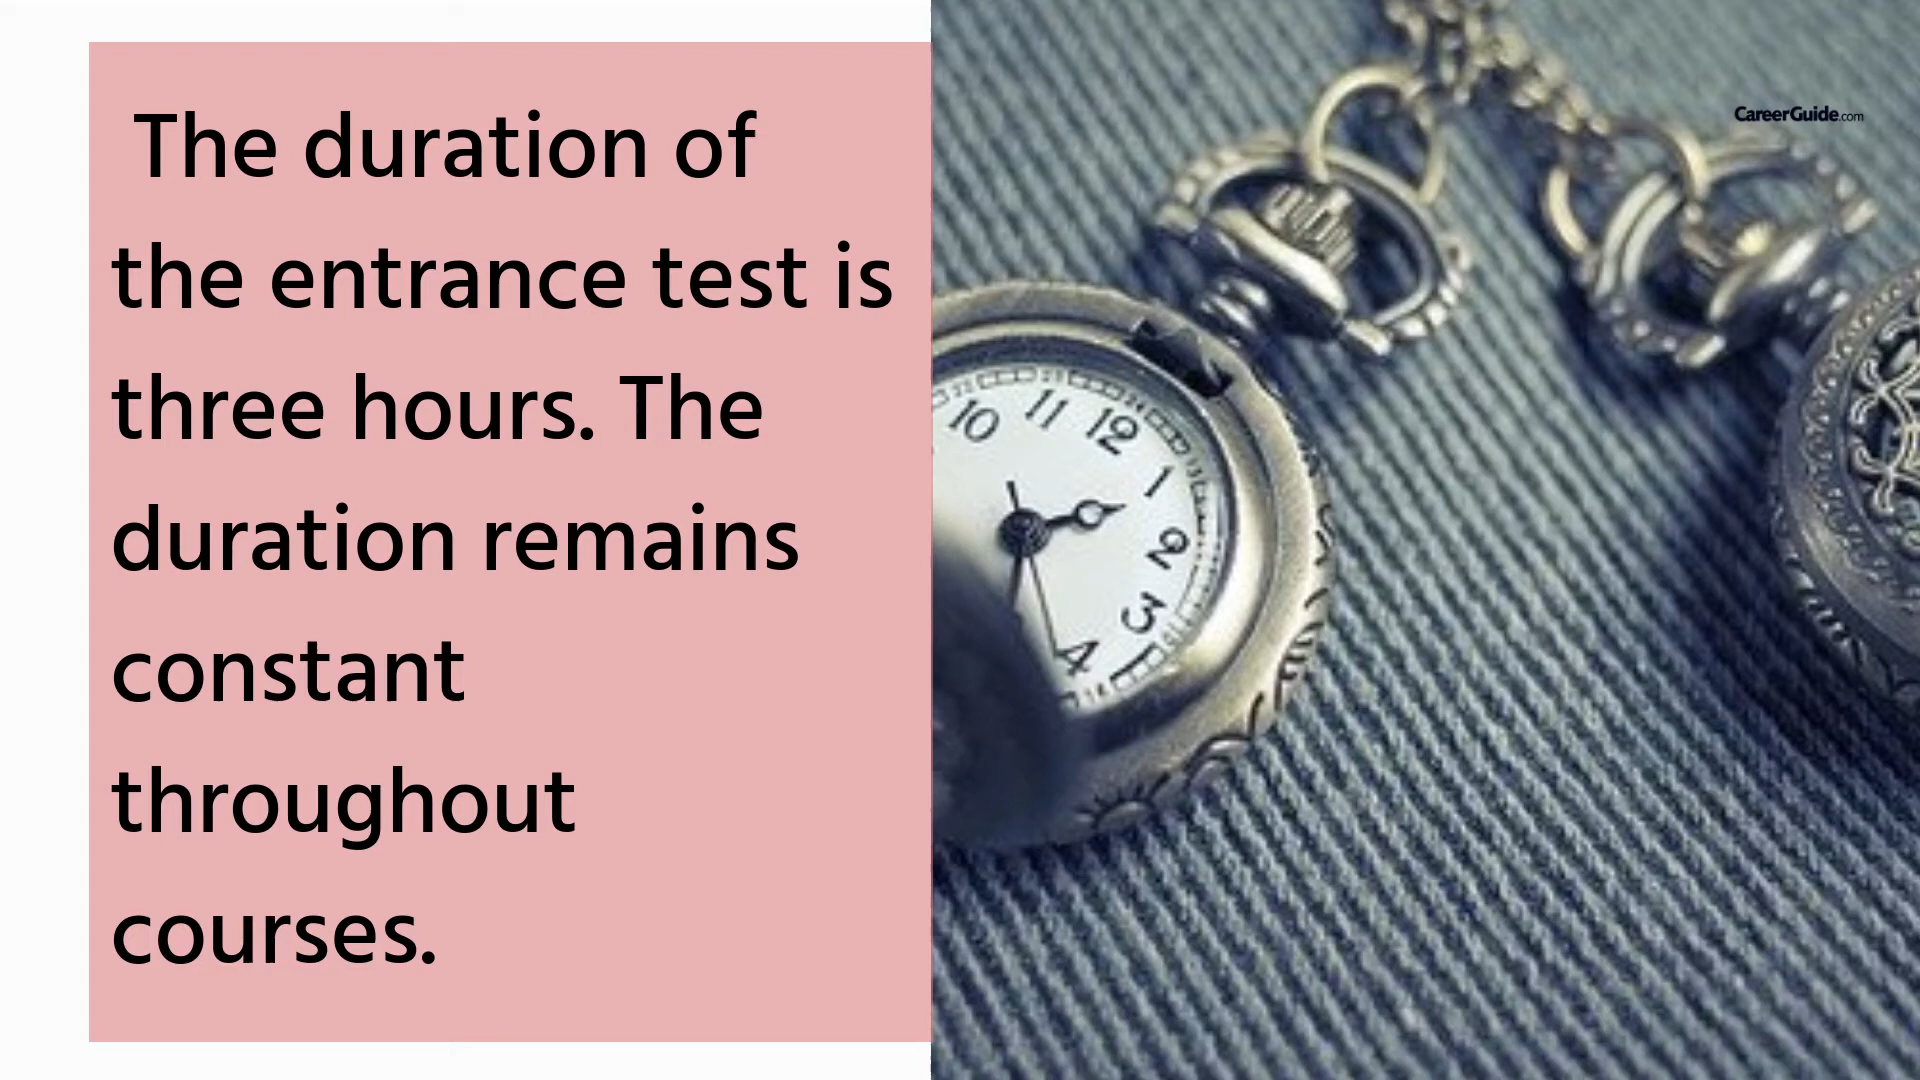 The duration of
the entrance test is
three hours. The
duration remains
constant
throughout
courses.
CareerGuide.com
10
11
12
1
2
3
4